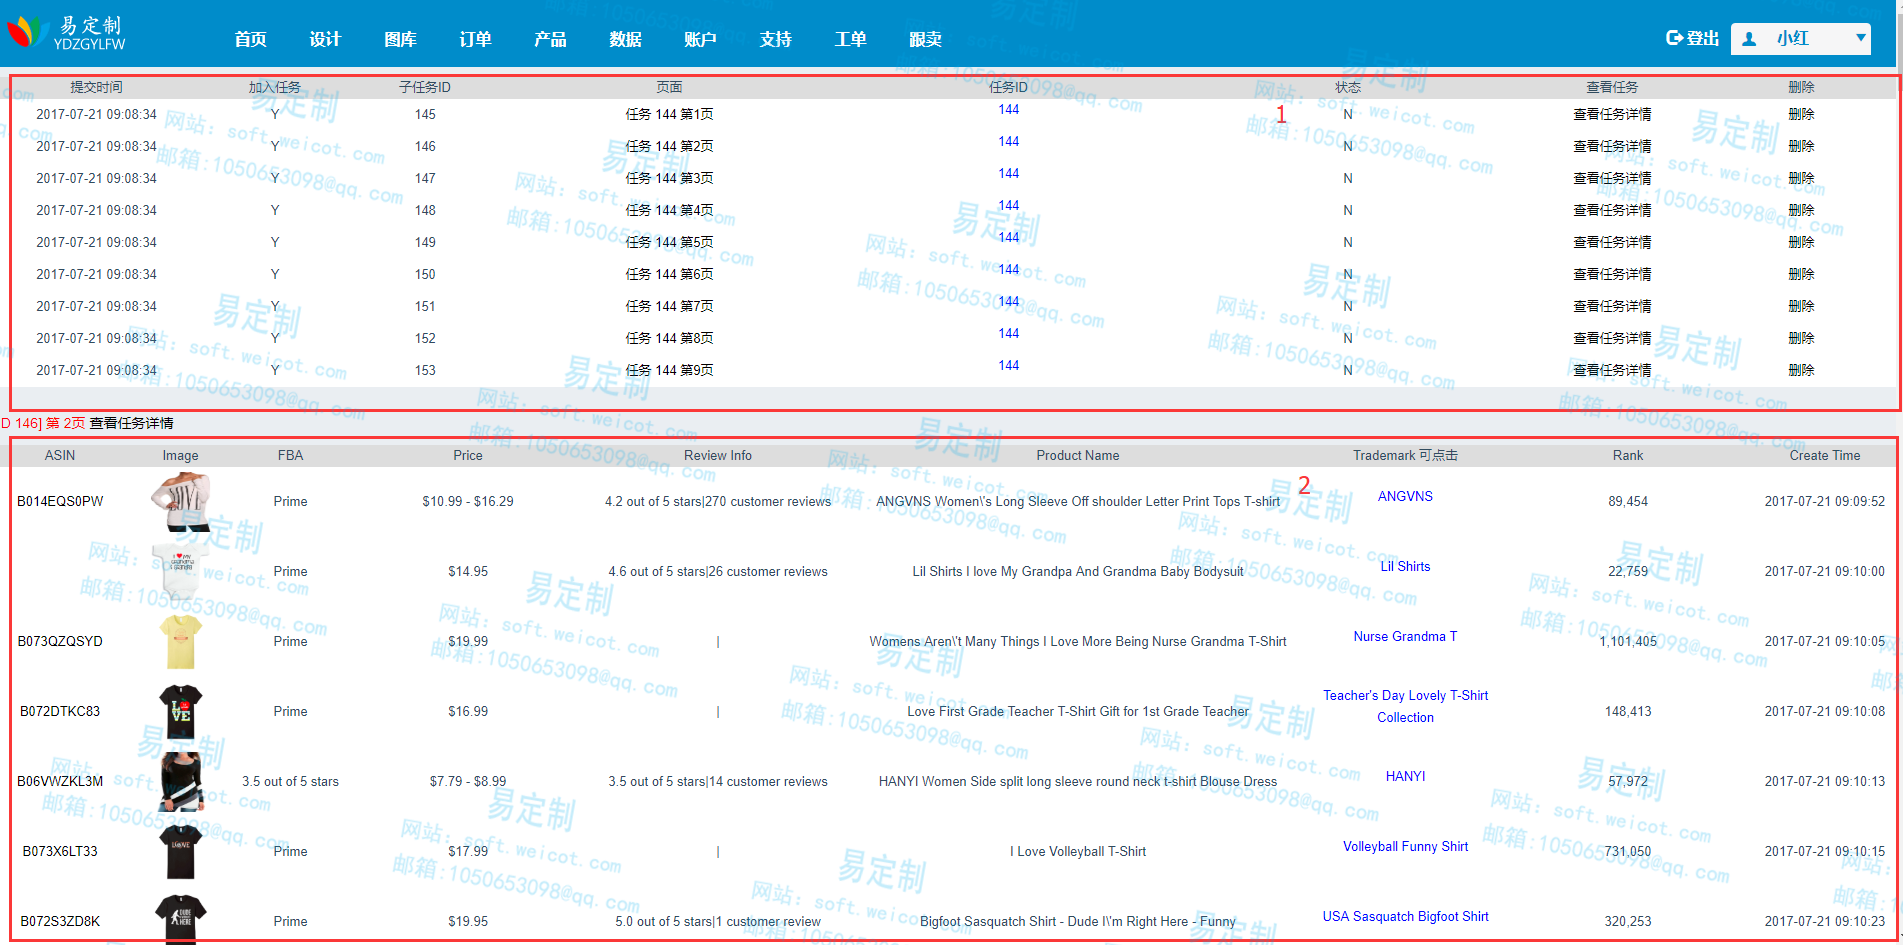 易定制
YDZGYLFW
首页 设计 图库 订单 产品 数据 账户 支持 工单 跟卖 登出 小红
提交时间 加入任务 子任务ID 页面 任务ID 状态 查看任务 删除
2017-07-21 09:08:34 Y 145 任务 144 第1页 144 N 查看任务详情 删除
1
2017-07-21 09:08:34 Y 146 任务 144 第2页 144 N 查看任务详情 删除
2017-07-21 09:08:34 Y 147 任务 144 第3页 144 N 查看任务详情 删除
2017-07-21 09:08:34 Y 148 任务 144 第4页 144 N 查看任务详情 删除
2017-07-21 09:08:34 Y 149 任务 144 第5页 144 N 查看任务详情 删除
2017-07-21 09:08:34 Y 150 任务 144 第6页 144 N 查看任务详情 删除
2017-07-21 09:08:34 Y 151 任务 144 第7页 144 N 查看任务详情 删除
2017-07-21 09:08:34 Y 152 任务 144 第8页 144 N 查看任务详情 删除
2017-07-21 09:08:34 Y 153 任务 144 第9页 144 N 查看任务详情 删除
D 146] 第 2页 查看任务详情
ASIN Image FBA Price Review Info Product Name Trademark 可点击 Rank Create Time
2
B014EQS0PW Prime $10.99 - $16.29 4.2 out of 5 stars|270 customer reviews ANGVNS Women\'s Long Sleeve Off shoulder Letter Print Tops T-shirt ANGVNS 89,454 2017-07-21 09:09:52
Prime $14.95 4.6 out of 5 stars|26 customer reviews Lil Shirts I love My Grandpa And Grandma Baby Bodysuit Lil Shirts 22,759 2017-07-21 09:10:00
B073QZQSYD Prime $19.99 | Womens Aren\'t Many Things I Love More Being Nurse Grandma T-Shirt Nurse Grandma T 1,101,405 2017-07-21 09:10:05
B072DTKC83 Prime $16.99 | Love First Grade Teacher T-Shirt Gift for 1st Grade Teacher Teacher's Day Lovely T-Shirt Collection 148,413 2017-07-21 09:10:08
B06VWZKL3M 3.5 out of 5 stars $7.79 - $8.99 3.5 out of 5 stars|14 customer reviews HANYI Women Side split long sleeve round neck t-shirt Blouse Dress HANYI 57,972 2017-07-21 09:10:13
B073X6LT33 Prime $17.99 | I Love Volleyball T-Shirt Volleyball Funny Shirt 731,050 2017-07-21 09:10:15
B072S3ZD8K Prime $19.95 5.0 out of 5 stars|1 customer review Bigfoot Sasquatch Shirt - Dude I\'m Right Here - Funny USA Sasquatch Bigfoot Shirt 320,253 2017-07-21 09:10:23
易定制
网站: soft.weicot.com
邮箱:1050653098@qq.com